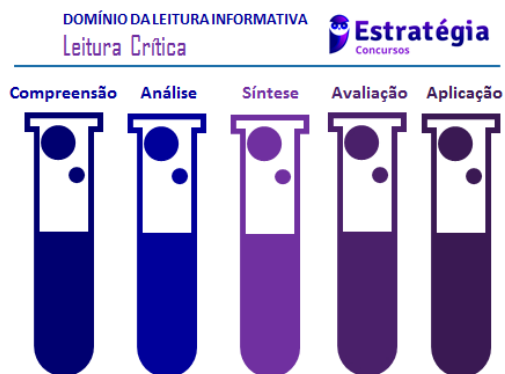 DOMÍNIO DA LEITURA INFORMATIVA
Leitura Crítica
Estratégia
Concursos
Compreensão Análise Síntese Avaliação Aplicação